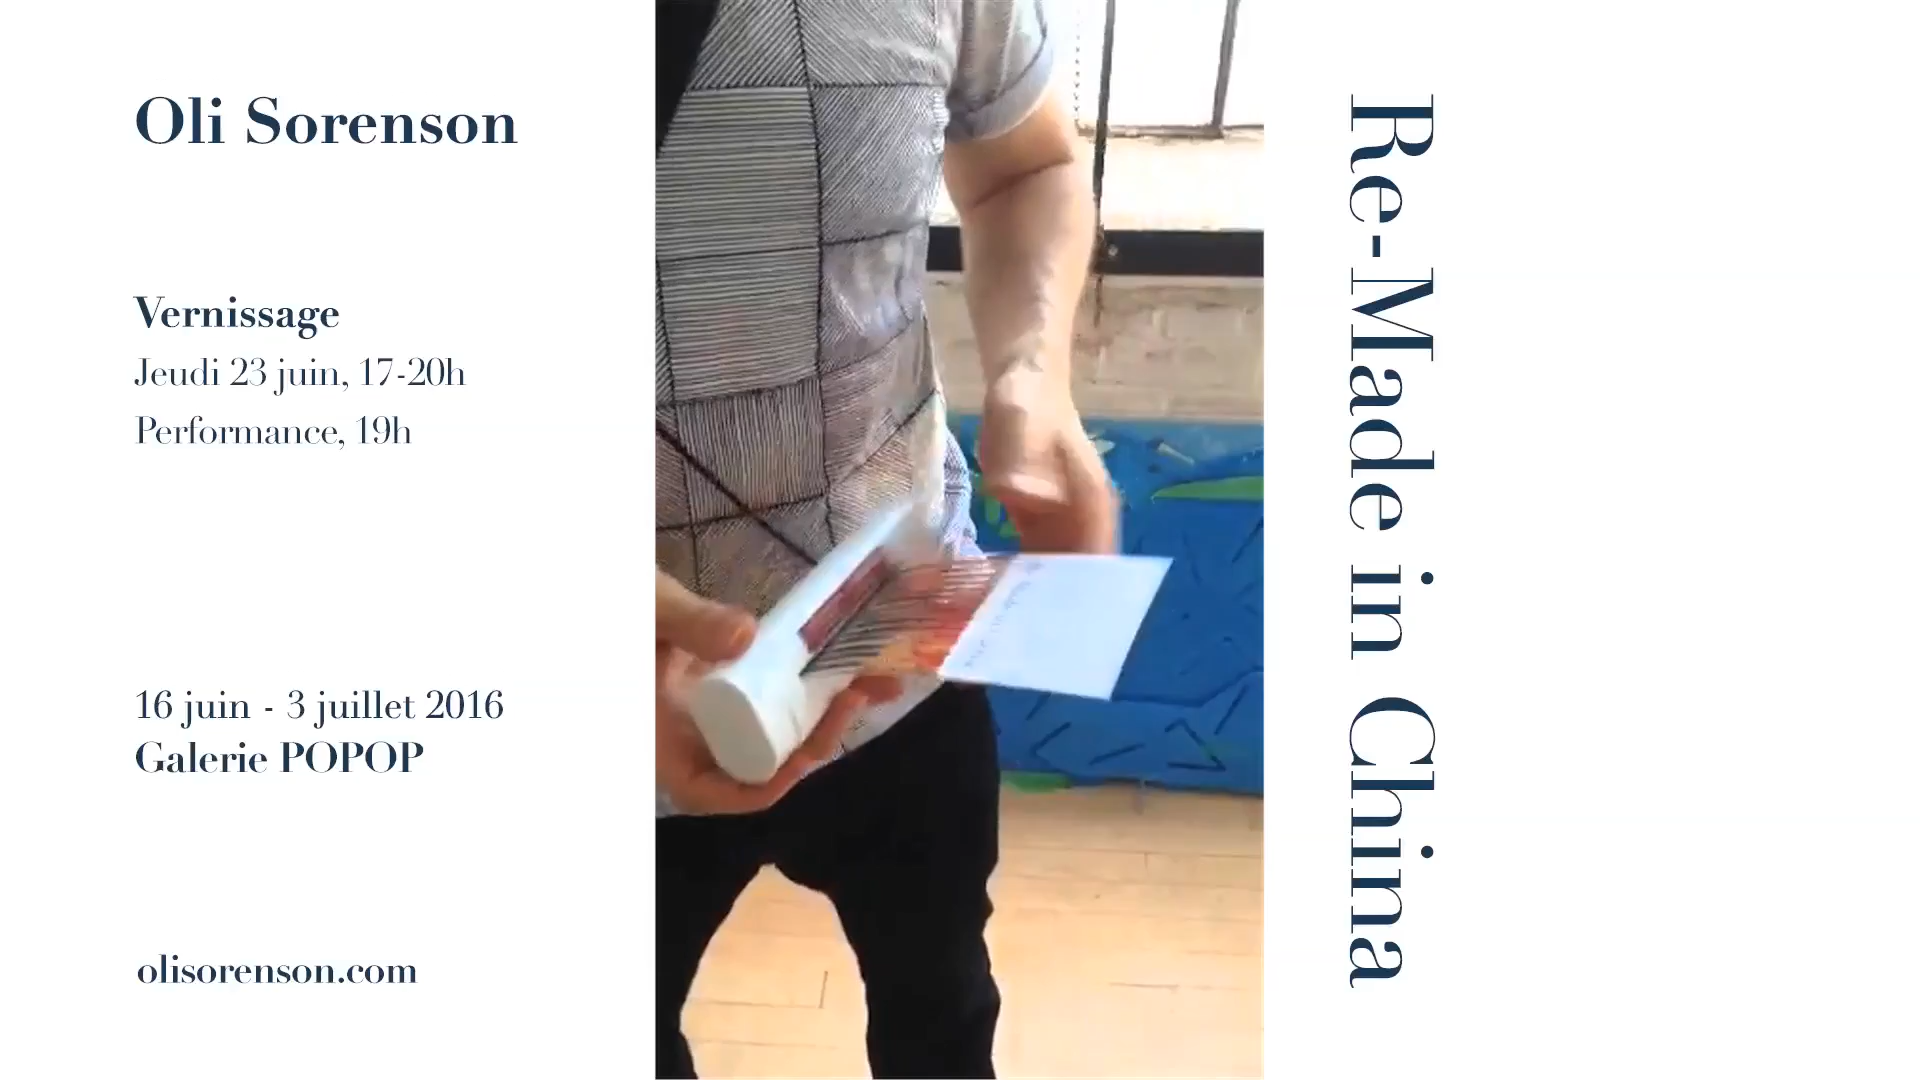 Oli Sorenson
Vernissage
Jeudi 23 juin, 17-20h
Performance, 19h
16 juin - 3 juillet 2016
Galerie POPOP
olisorenson.com
Re-Made in China